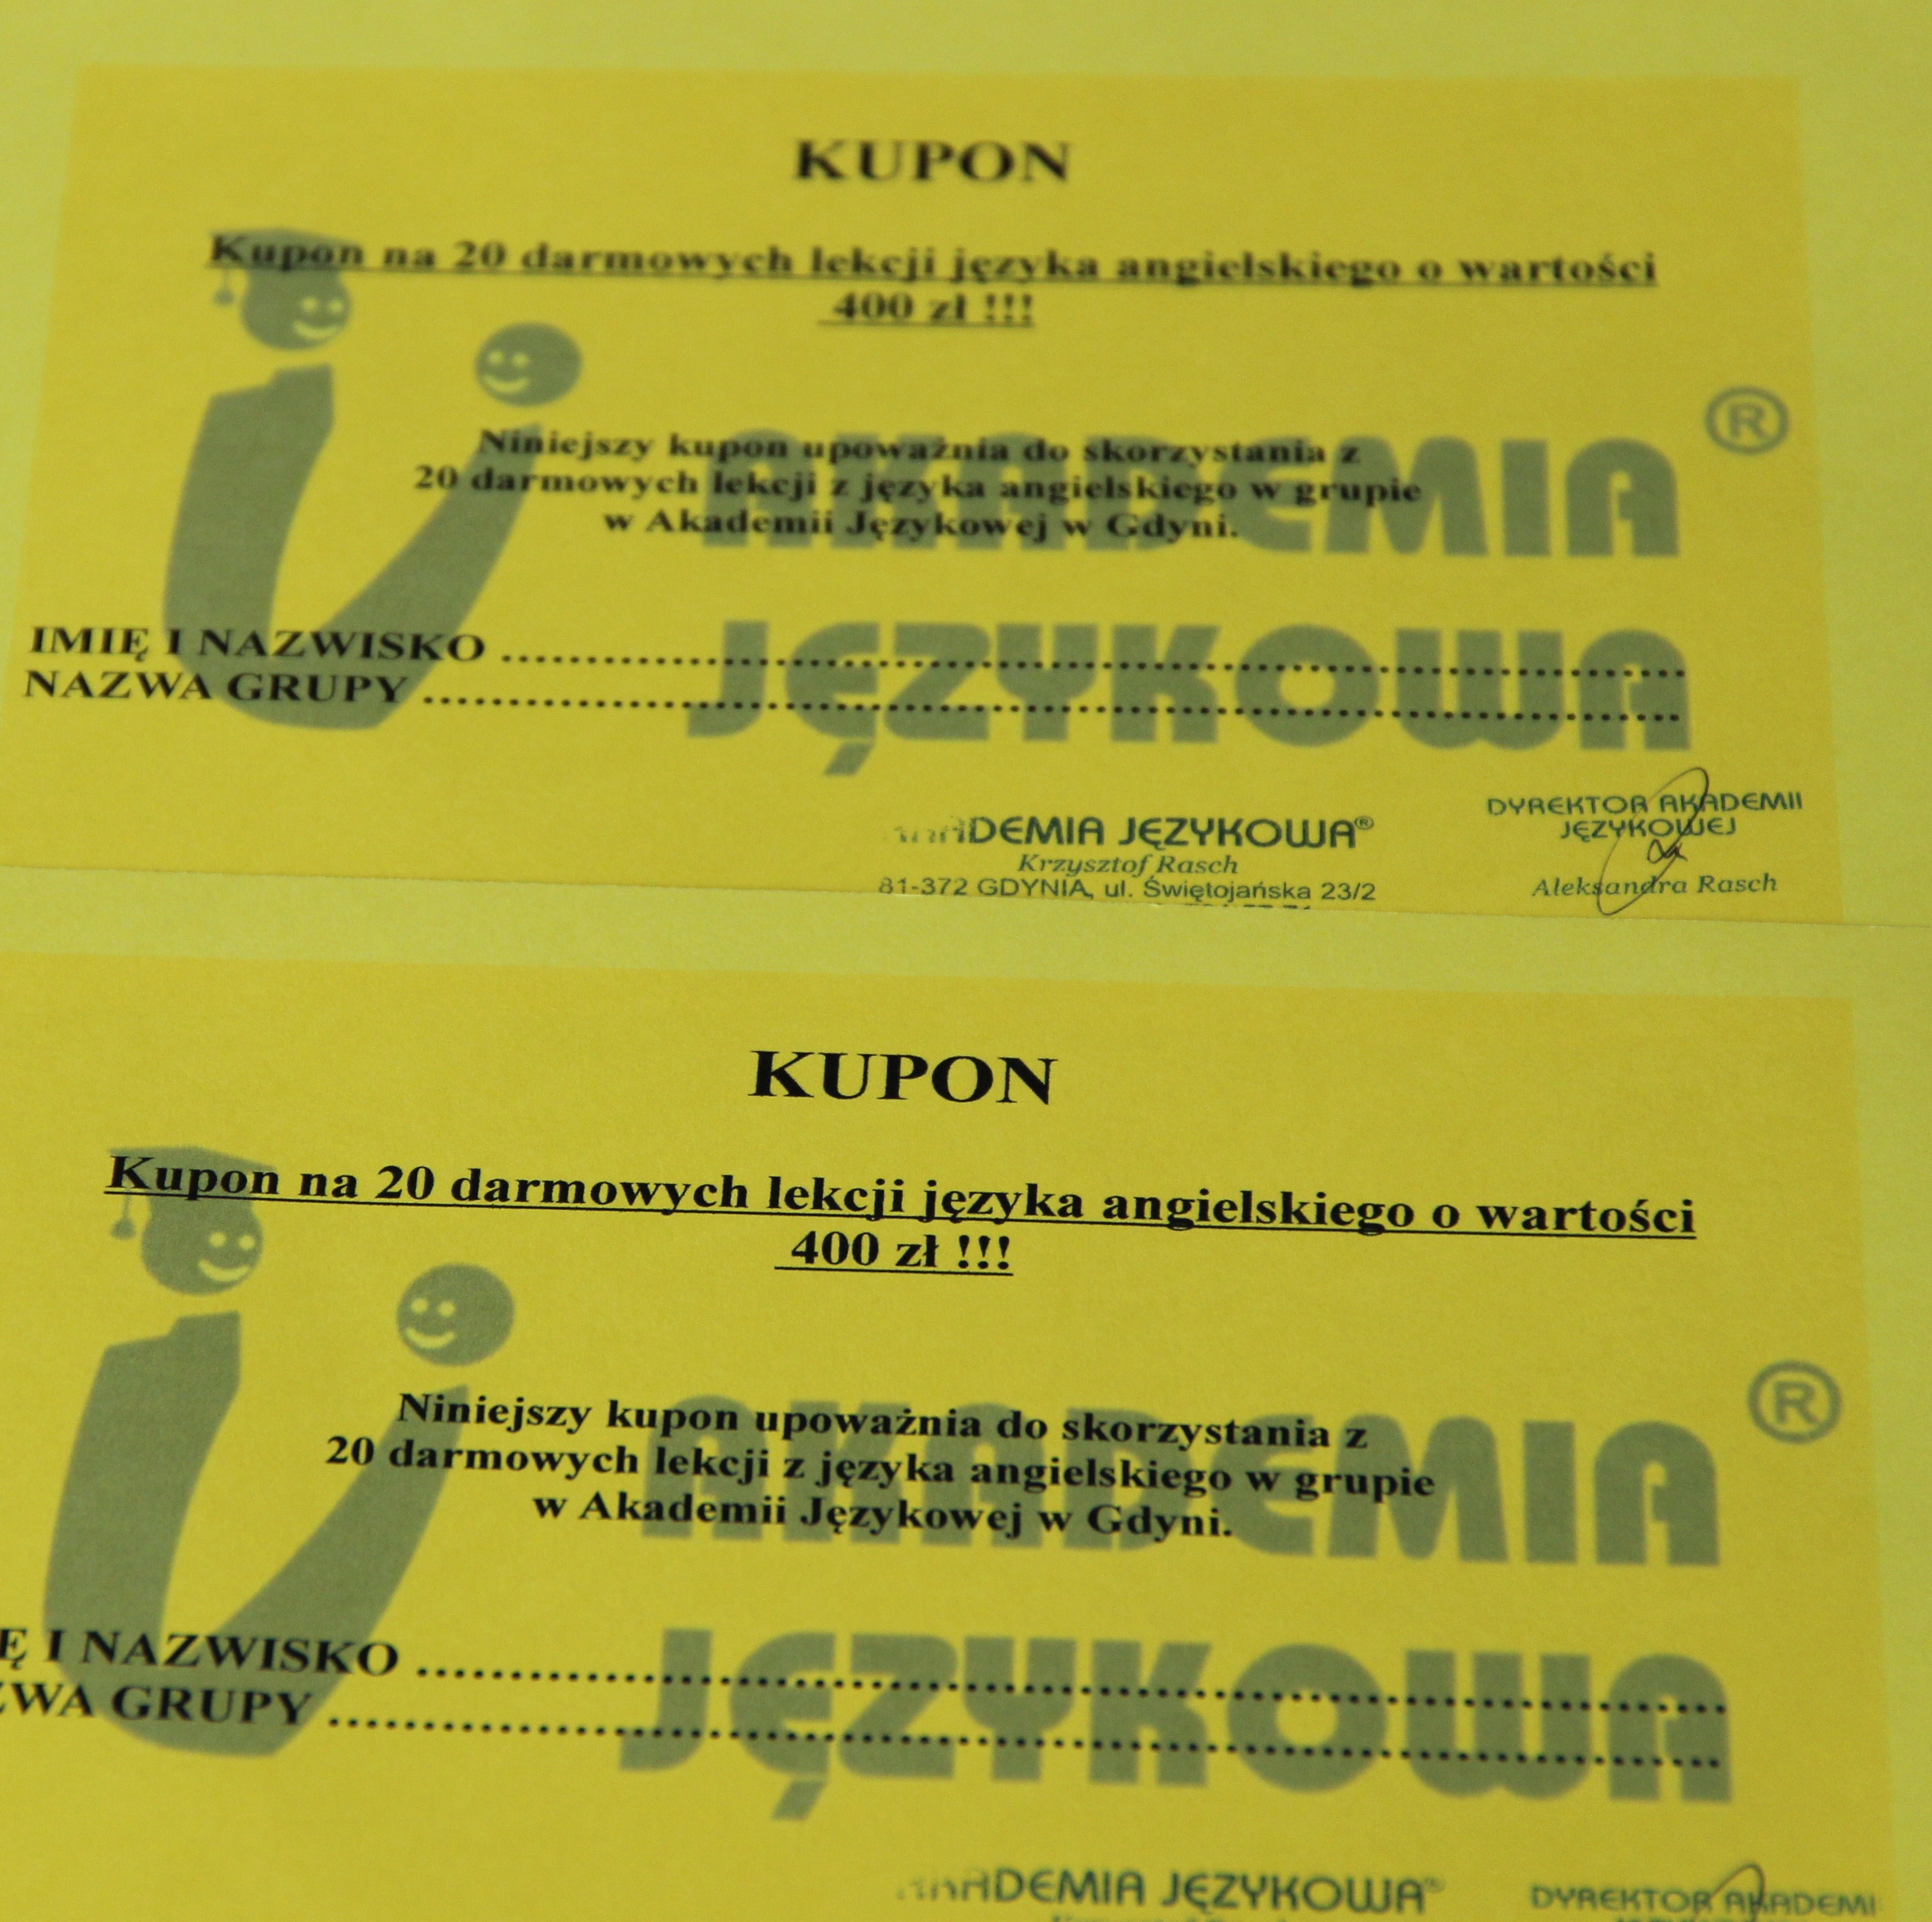 KUPON
Kupon na 20 darmowych lekcji języka angielskiego o wartości
400 zł !!!
Niniejszy kupon upoważnia do skorzystania z
20 darmowych lekcji z języka angielskiego w grupie
w Akademii Językowej w Gdyni.
AKADEMIA ®
JĘZYKOWA
IMIĘ I NAZWISKO ..............................................................
NAZWA GRUPY ..................................................................
AKADEMIA JĘZYKOWA®
Krzysztof Rasch
81-372 GDYNIA, ul. Świętojańska 23/2
DYREKTOR AKADEMII
JĘZYKOWEJ
Aleksandra Rasch
KUPON
Kupon na 20 darmowych lekcji języka angielskiego o wartości
400 zł !!!
Niniejszy kupon upoważnia do skorzystania z
20 darmowych lekcji z języka angielskiego w grupie
w Akademii Językowej w Gdyni.
AKADEMIA ®
JĘZYKOWA
Ę I NAZWISKO ..............................................................
ZWA GRUPY ..................................................................
AKADEMIA JĘZYKOWA®
DYREKTOR AKADEMI